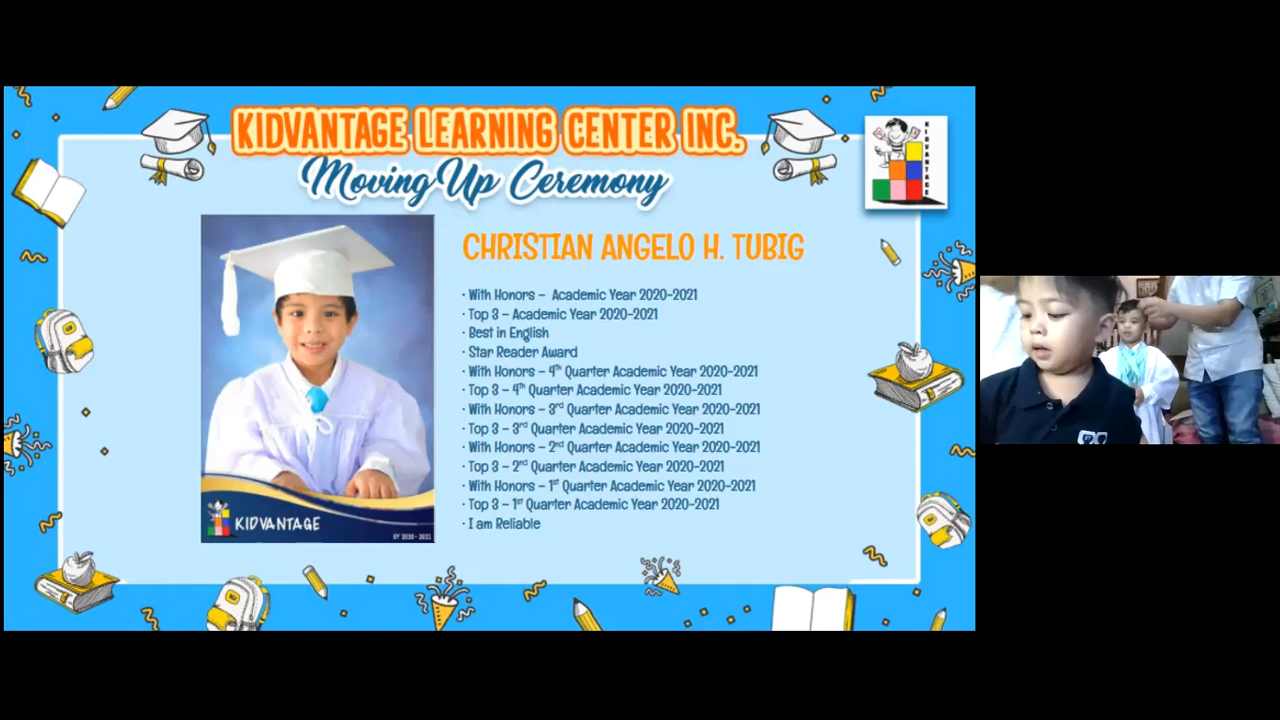 KIDVANTAGE LEARNING CENTER INC.
Moving Up Ceremony
KIDVANTAGE
CHRISTIAN ANGELO H. TUBIG
· With Honors – Academic Year 2020-2021
· Top 3 – Academic Year 2020-2021
· Best in English
· Star Reader Award
· With Honors – 4th Quarter Academic Year 2020-2021
· Top 3 – 4th Quarter Academic Year 2020-2021
· With Honors – 3rd Quarter Academic Year 2020-2021
· Top 3 – 3rd Quarter Academic Year 2020-2021
· With Honors – 2nd Quarter Academic Year 2020-2021
· Top 3 – 2nd Quarter Academic Year 2020-2021
· With Honors – 1st Quarter Academic Year 2020-2021
· Top 3 – 1st Quarter Academic Year 2020-2021
· I am Reliable
KIDVANTAGE
SY 2020-2021